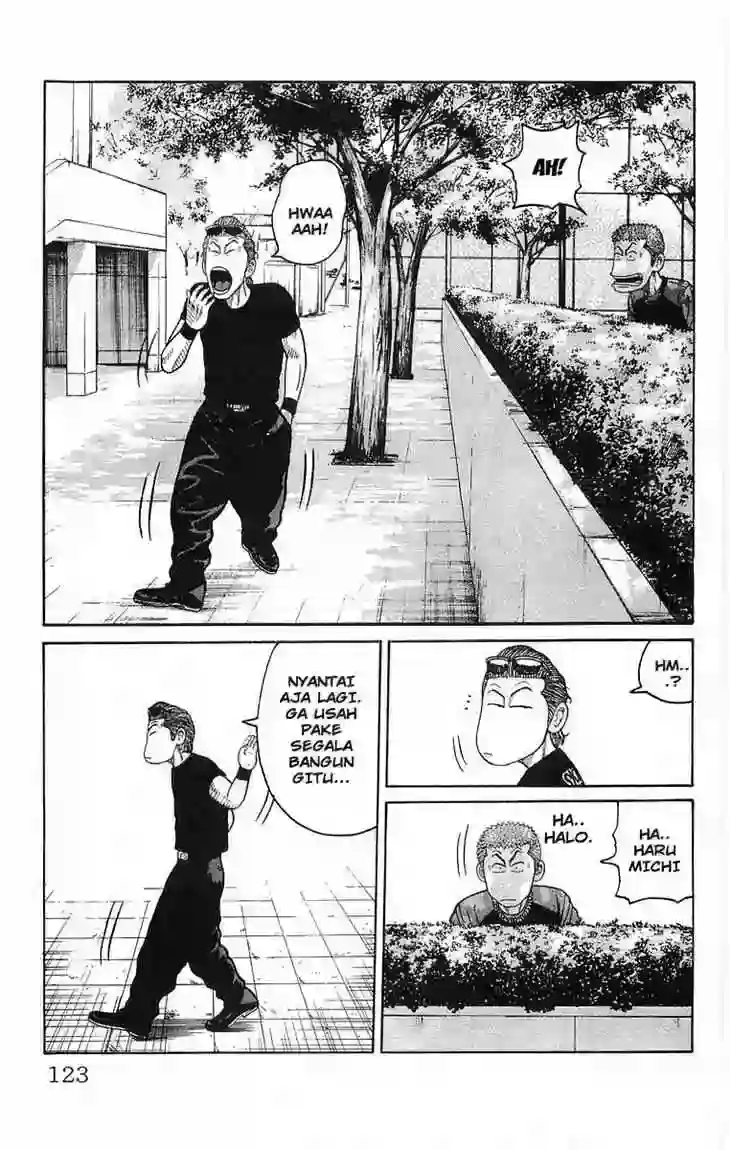 HWAA
AAH!
AH!
HM..
.?
HA..
HARU
MICHI
HA..
HALO.
NYANTAI
AJA LAGI.
GA USAH
PAKE
SEGALA
BANGUN
GITU...
123